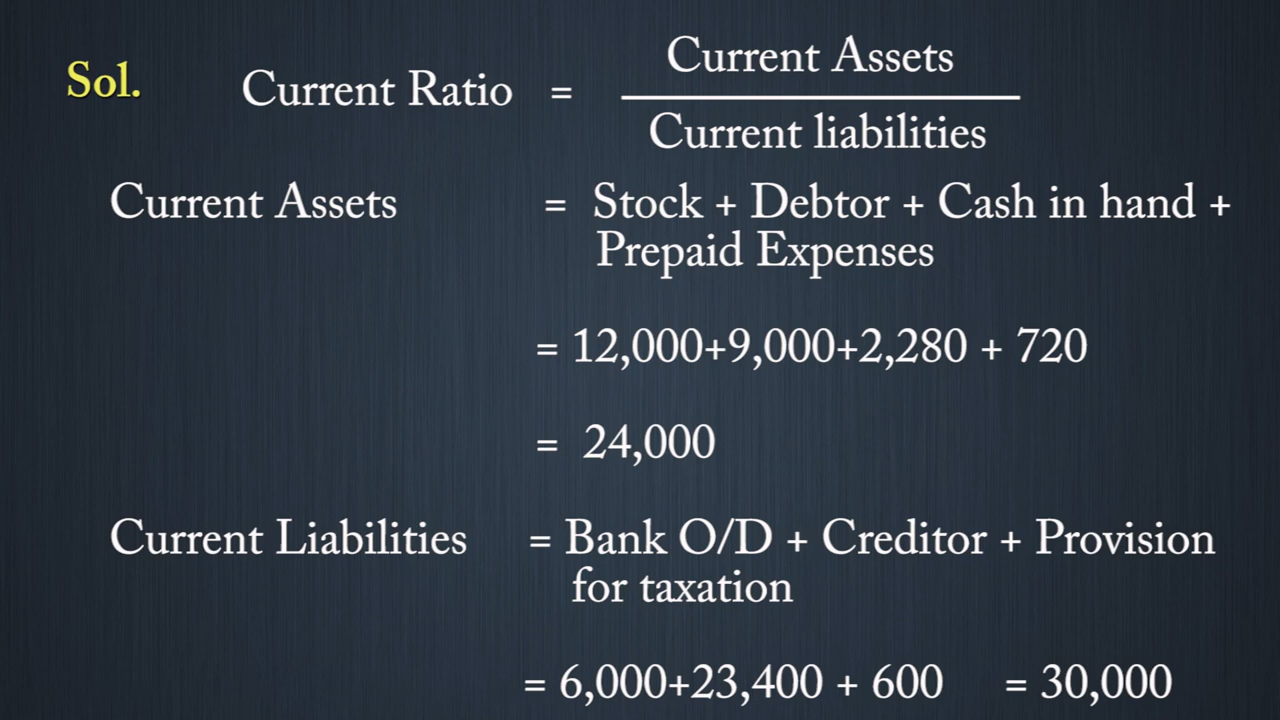 Sol. Current Ratio = Current Assets
Current liabilities
Current Assets = Stock + Debtor + Cash in hand +
Prepaid Expenses
= 12,000+9,000+2,280 + 720
= 24,000
Current Liabilities = Bank O/D + Creditor + Provision
for taxation
= 6,000+23,400 + 600 = 30,000